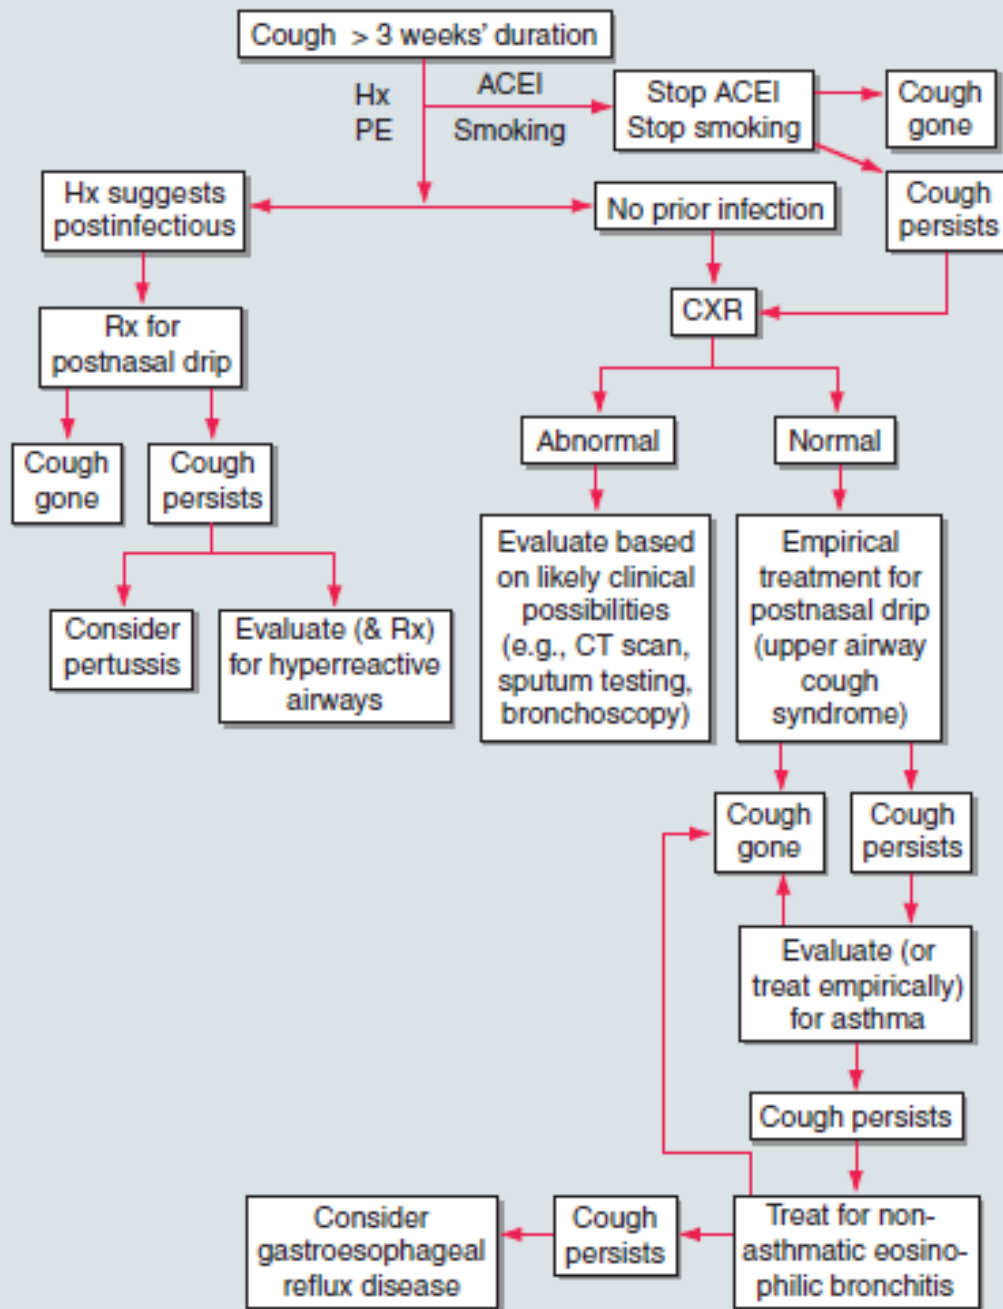 Cough > 3 weeks' duration
Hx
PE
ACEI
Smoking
Stop ACEI
Stop smoking
Cough
gone
Cough
persists
Hx suggests
postinfectious
No prior infection
Rx for
postnasal drip
CXR
Cough
gone
Cough
persists
Abnormal
Normal
Consider
pertussis
Evaluate (& Rx)
for hyperreactive
airways
Evaluate based
on likely clinical
possibilities
(e.g., CT scan,
sputum testing,
bronchoscopy)
Empirical
treatment for
postnasal drip
(upper airway
cough
syndrome)
Cough
gone
Cough
persists
Evaluate (or
treat empirically)
for asthma
Cough persists
Treat for non-
asthmatic eosino-
philic bronchitis
Cough
persists
Consider
gastroesophageal
reflux disease